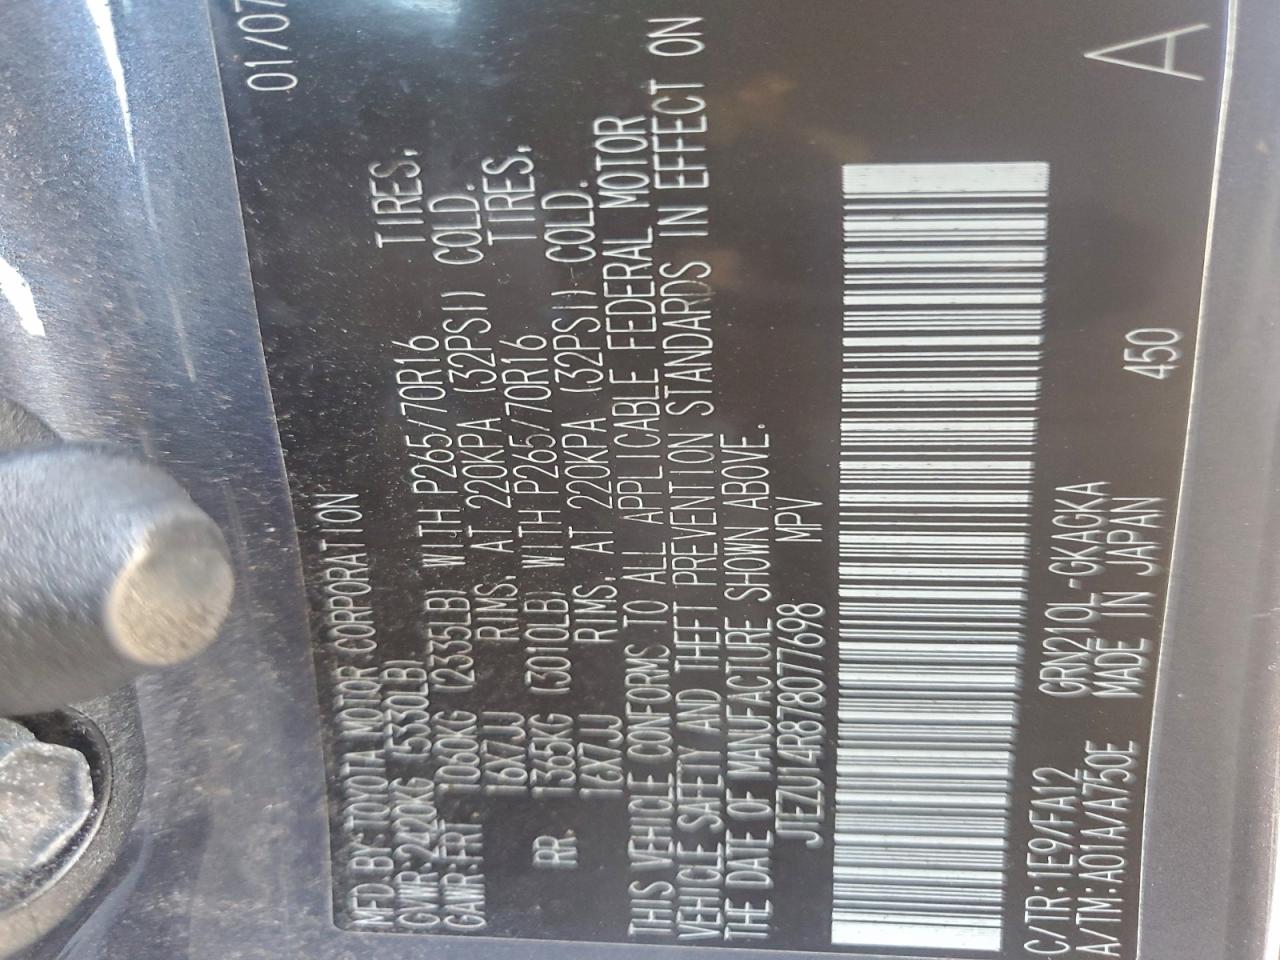 01/07
MFD BY: TOYOTA MOTOR CORPORATION
GVWR: 2420KG (5330LB)
GAWR: FRT. 1060KG (2335LB) WITH P265/70R16 TIRES,
16X7JJ RIMS, AT 220KPA (32PSI) COLD.
RR. 1365KG (3010LB) WITH P265/70R16 TIRES,
16X7JJ RIMS, AT 220KPA (32PSI) COLD.
THIS VEHICLE CONFORMS TO ALL APPLICABLE FEDERAL MOTOR
VEHICLE SAFETY AND THEFT PREVENTION STANDARDS IN EFFECT ON
THE DATE OF MANUFACTURE SHOWN ABOVE.
JTEZU14R878077698 MPV
C/TR: 1E9/FA12 GRN210L-GKAGKA
A/TM: A01A/A750E MADE IN JAPAN 450
A